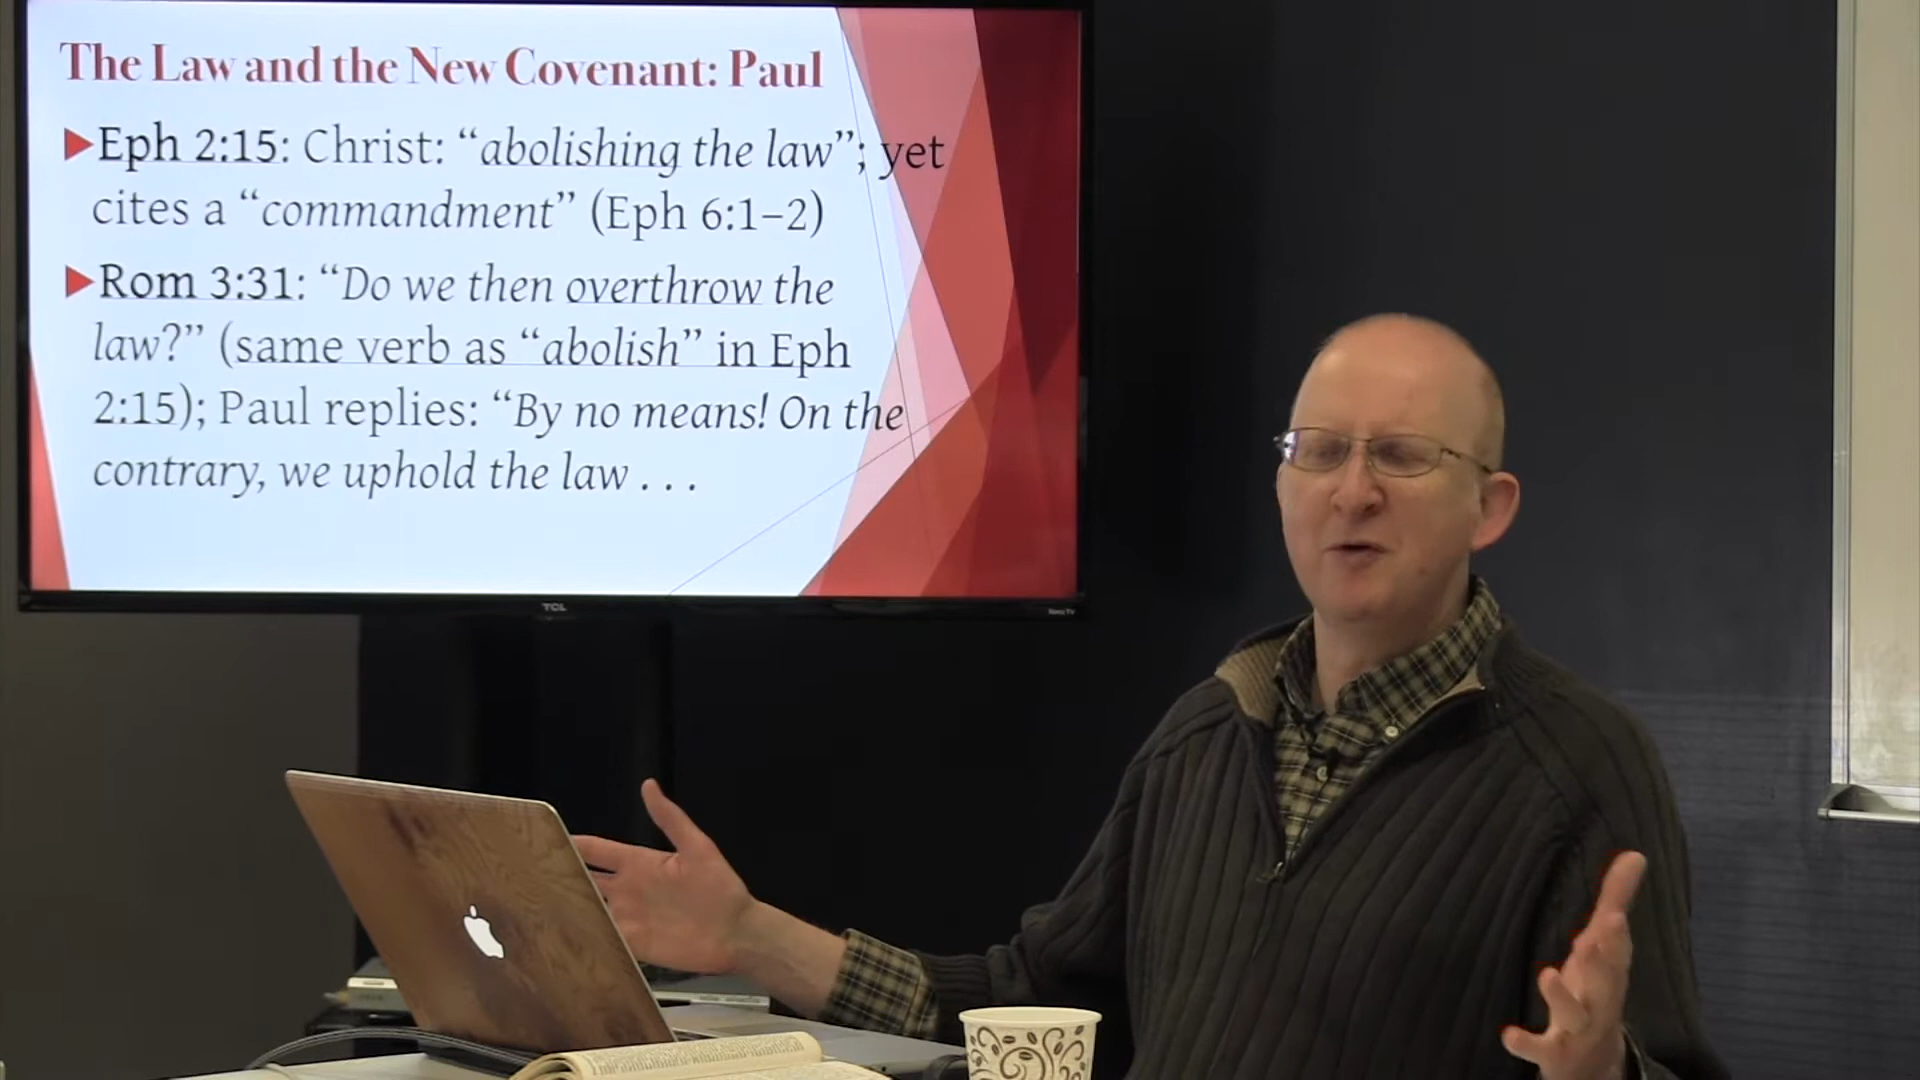 The Law and the New Covenant: Paul
▶Eph 2:15: Christ: “abolishing the law”; yet
cites a “commandment” (Eph 6:1–2)
▶Rom 3:31: “Do we then overthrow the
law?” (same verb as “abolish” in Eph
2:15); Paul replies: “By no means! On the
contrary, we uphold the law . . .
TCL
Roku TV